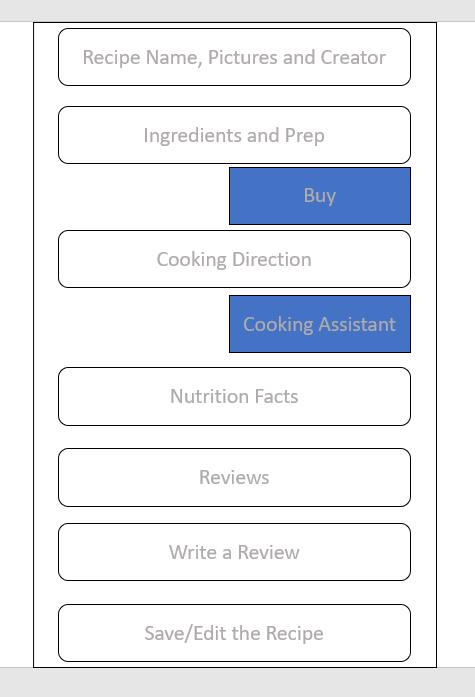 Recipe Name, Pictures and Creator
Ingredients and Prep
Buy
Cooking Direction
Cooking Assistant
Nutrition Facts
Reviews
Write a Review
Save/Edit the Recipe